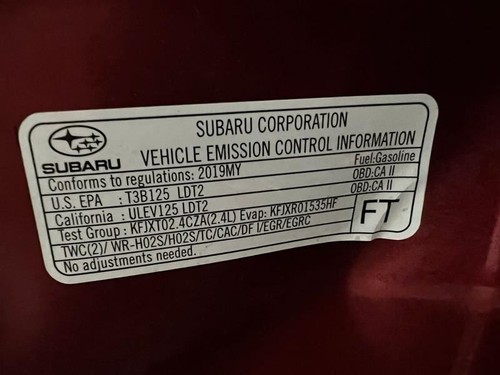 SUBARU CORPORATION
SUBARU
VEHICLE EMISSION CONTROL INFORMATION
Conforms to regulations: 2019MY Fuel:Gasoline
U.S. EPA : T3B125 LDT2 OBD:CA II
California : ULEV125 LDT2 OBD:CA II
Test Group : KFJXT02.4CZA(2.4L) Evap: KFJXR01535HF
TWC(2)/ WR-HO2S/HO2S/TC/CAC/DFI/EGR/EGRC
No adjustments needed.
FT